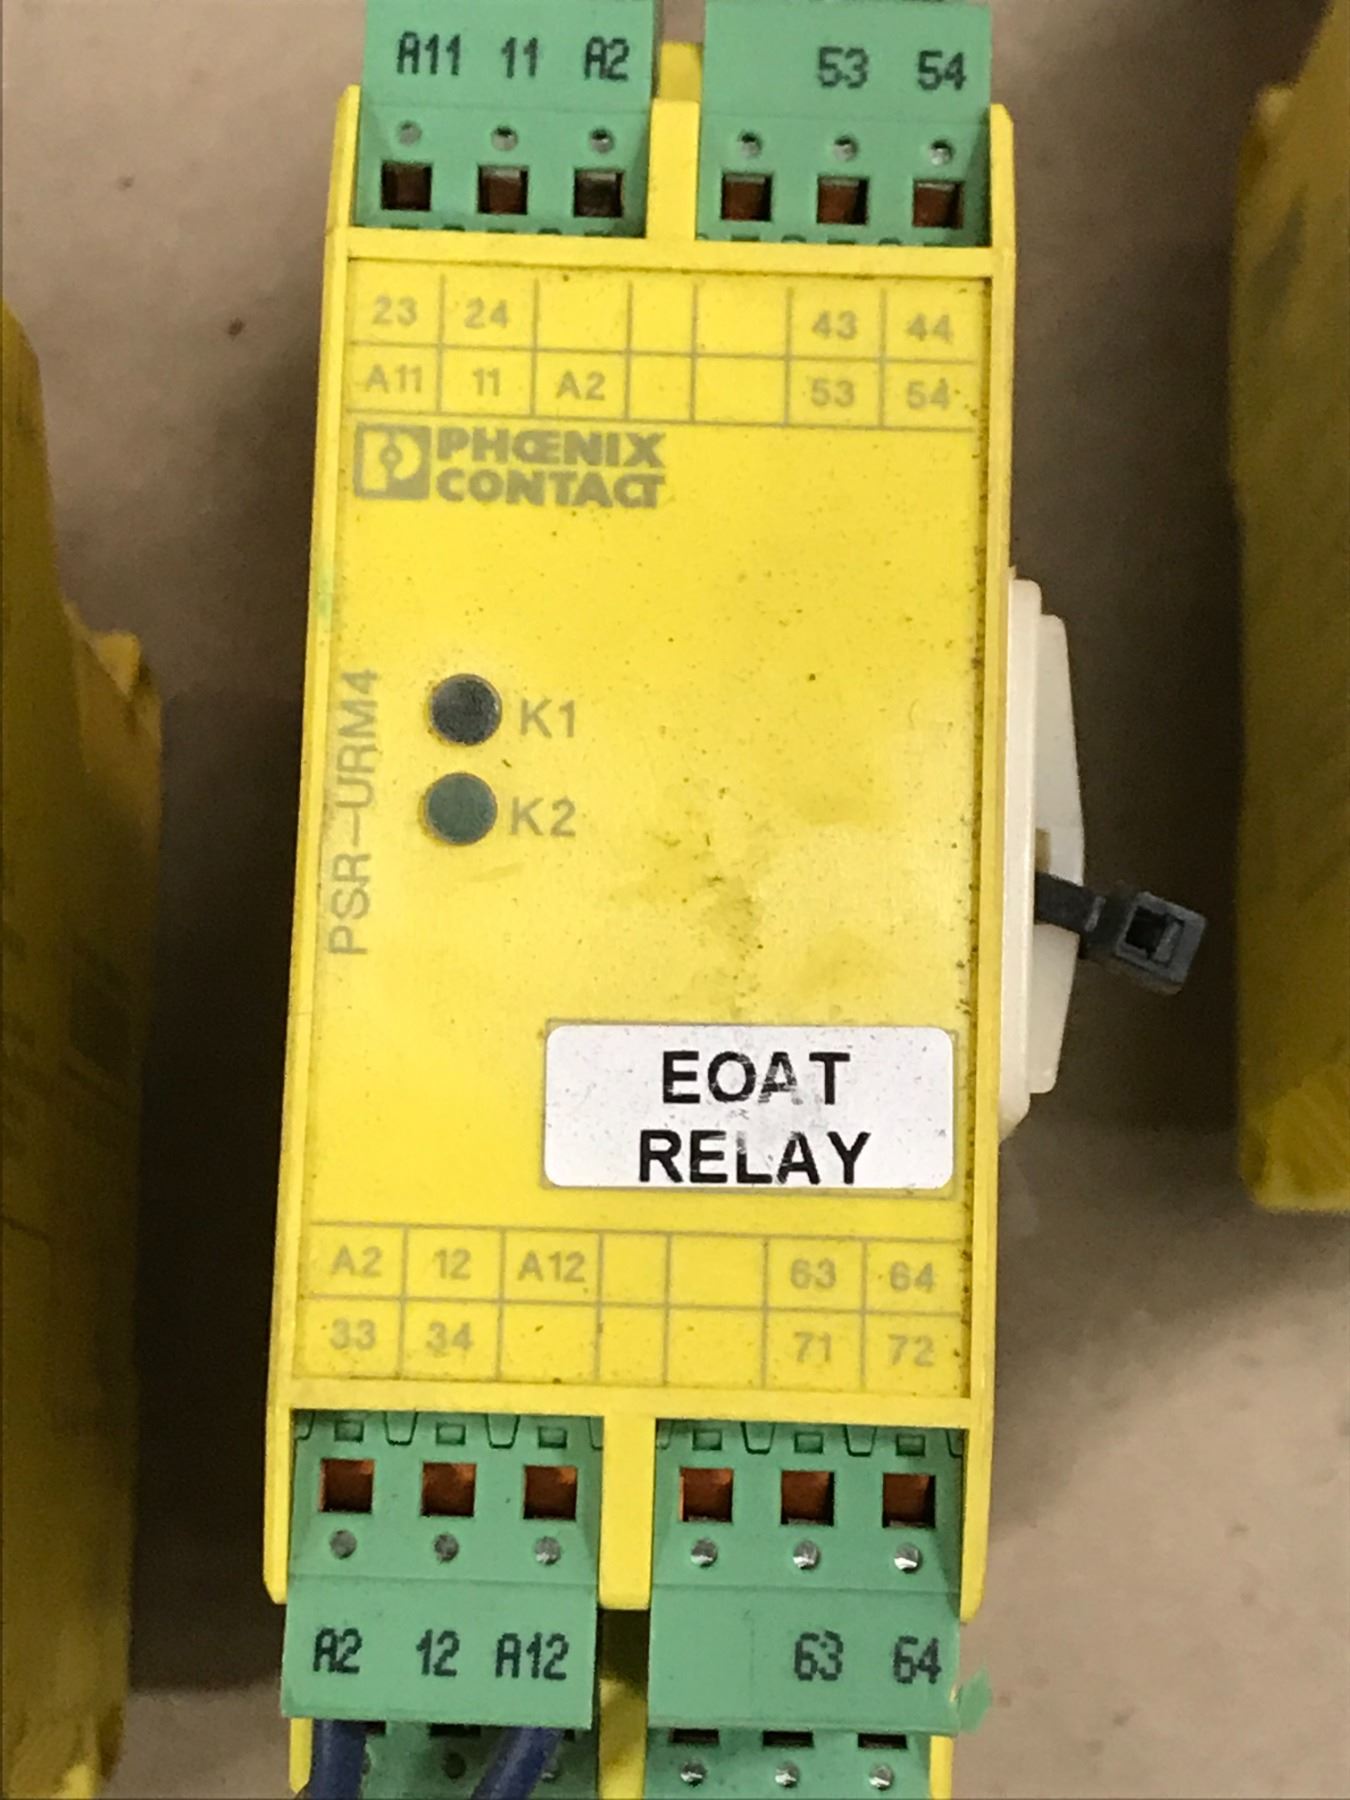 A11 11 A2 53 54
23 24 43 44
A11 11 A2 53 54
PHŒNIX
CONTACT
PSR-URM4
K1
K2
EOAT
RELAY
A2 12 A12 63 64
33 34 71 72
A2 12 A12 63 64